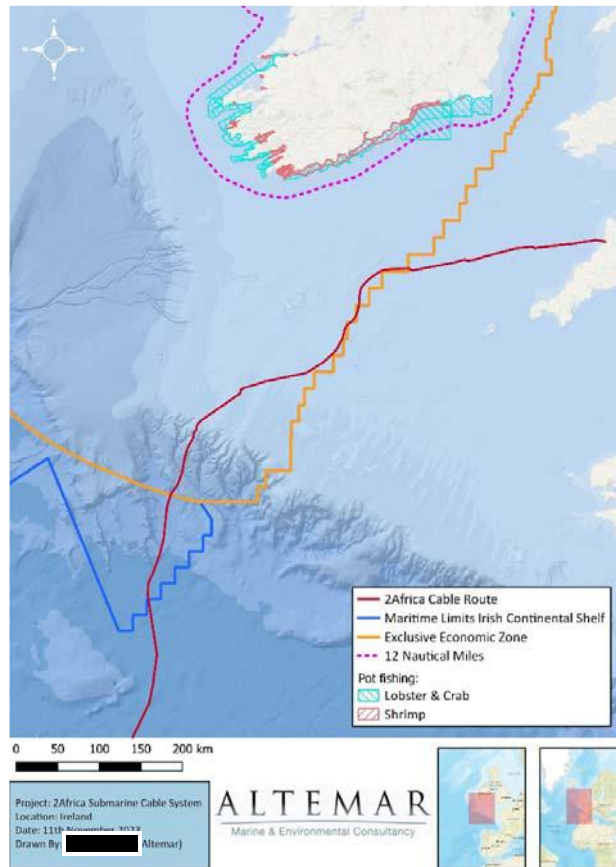 2Africa Cable Route
Maritime Limits Irish Continental Shelf
Exclusive Economic Zone
12 Nautical Miles
Pot fishing:
Lobster & Crab
Shrimp
0 50 100 150 200 km
Project: 2Africa Submarine Cable System
Location: Ireland
Date: 11th November 2023
Drawn By: Altemar)
ALTEMAR
Marine & Environmental Consultancy